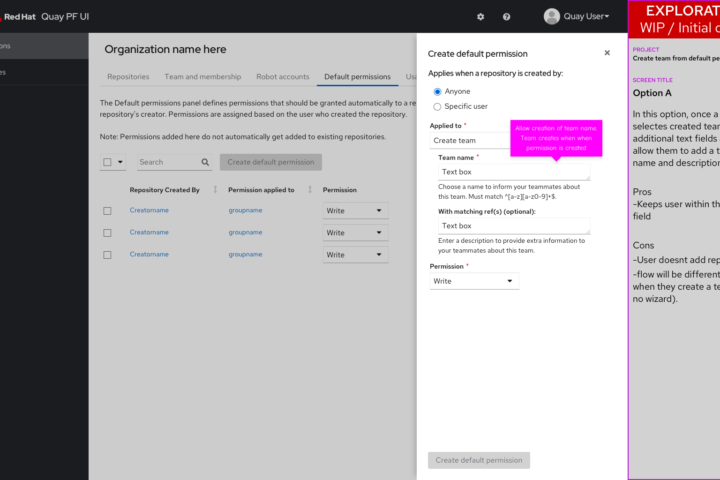 Red Hat Quay PF UI
Quay User
EXPLORAT
WIP / Initial
ons
es
Organization name here
Repositories Team and membership Robot accounts Default permissions Usa
The Default permissions panel defines permissions that should be granted automatically to a re
repository's creator. Permissions are assigned based on the user who created the repository.
Note: Permissions added here do not automatically get added to existing repositories.
Search
Create default permission
Repository Created By Permission applied to Permission
Creatorname groupname Write
Creatorname groupname Write
Creatorname groupname Write
Create default permission
Applies when a repository is created by:
Anyone
Specific user
Applied to *
Create team
Allow creation of team name
Team creates when when
permission is created
Team name *
Text box
Choose a name to inform your teammates about
this team. Must match ^[a-z][a-z0-9]+$.
With matching ref(s) (optional):
Text box
Enter a description to provide extra information to
your teammates about this team.
Permission *
Write
Create default permission
PROJECT
Create team from default pe
SCREEN TITLE
Option A
In this option, once a
selectes created tear
additional text fields
allow them to add a t
name and description
Pros
-Keeps user within th
field
Cons
-User doesnt add rep
-flow will be different
when they create a te
no wizard).